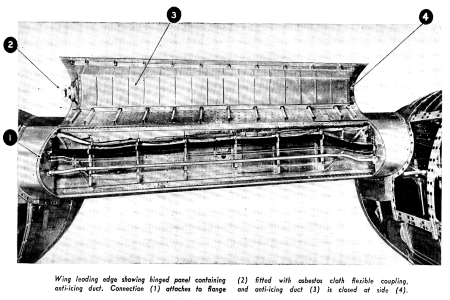 3
4
2
1
Wing leading edge showing hinged panel containing
anti-icing duct. Connection (1) attaches to flange
(2) fitted with asbestos cloth flexible coupling,
and anti-icing duct (3) is closed at side (4).